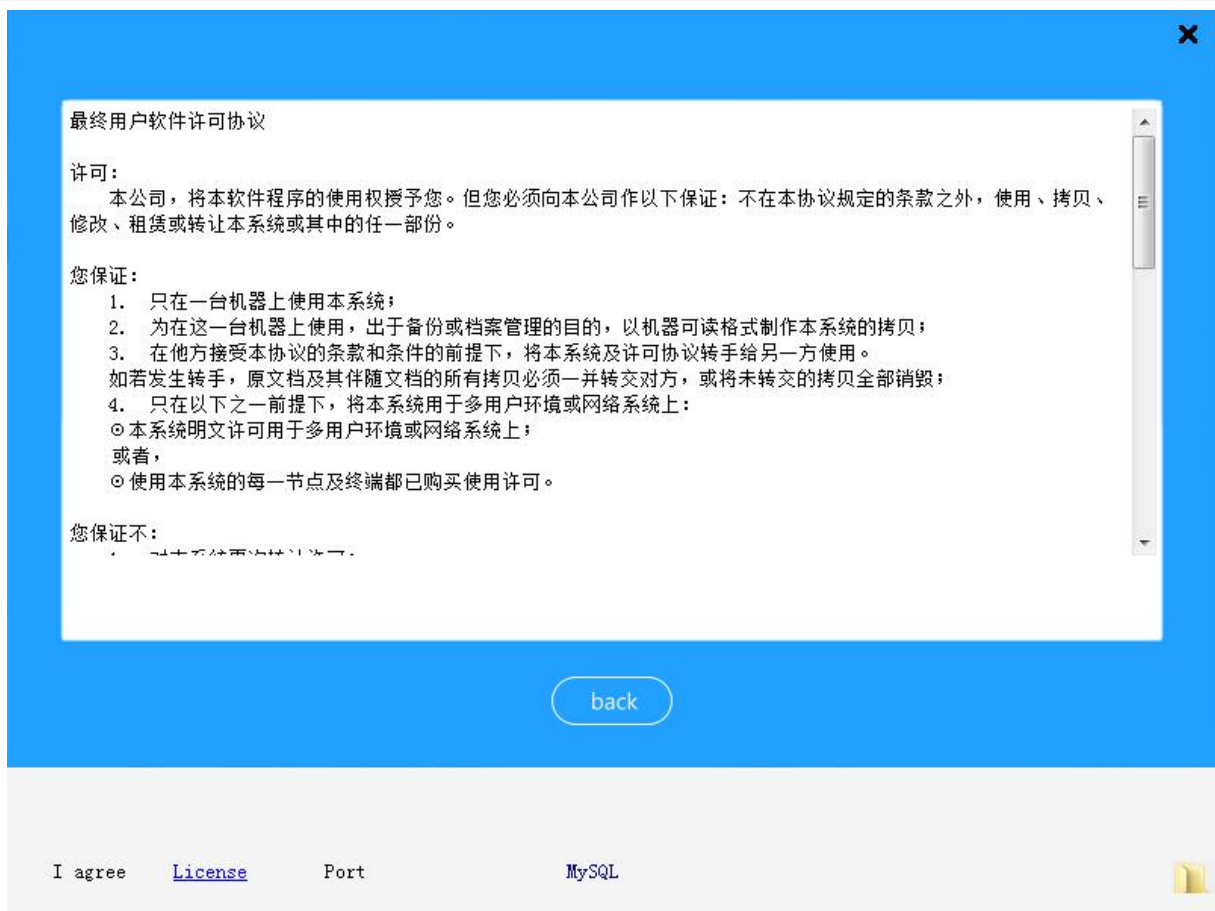 最终用户软件许可协议
许可:
本公司，将本软件程序的使用权授予您。但您必须向本公司作以下保证：不在本协议规定的条款之外，使用、拷贝、
修改、租赁或转让本系统或其中的任一部份。
您保证:
1. 只在一台机器上使用本系统；
2. 为在这一台机器上使用，出于备份或档案管理的目的，以机器可读格式制作本系统的拷贝；
3. 在他方接受本协议的条款和条件的前提下，将本系统及许可协议转手给另一方使用。
如若发生转手，原文档及其伴随文档的所有拷贝必须一并转交对方，或将未转交的拷贝全部销毁；
4. 只在以下之一前提下，将本系统用于多用户环境或网络系统上：
⊙本系统明文许可用于多用户环境或网络系统上；
或者，
⊙使用本系统的每一节点及终端都已购买使用许可。
您保证不:
back
I agree License Port MySQL